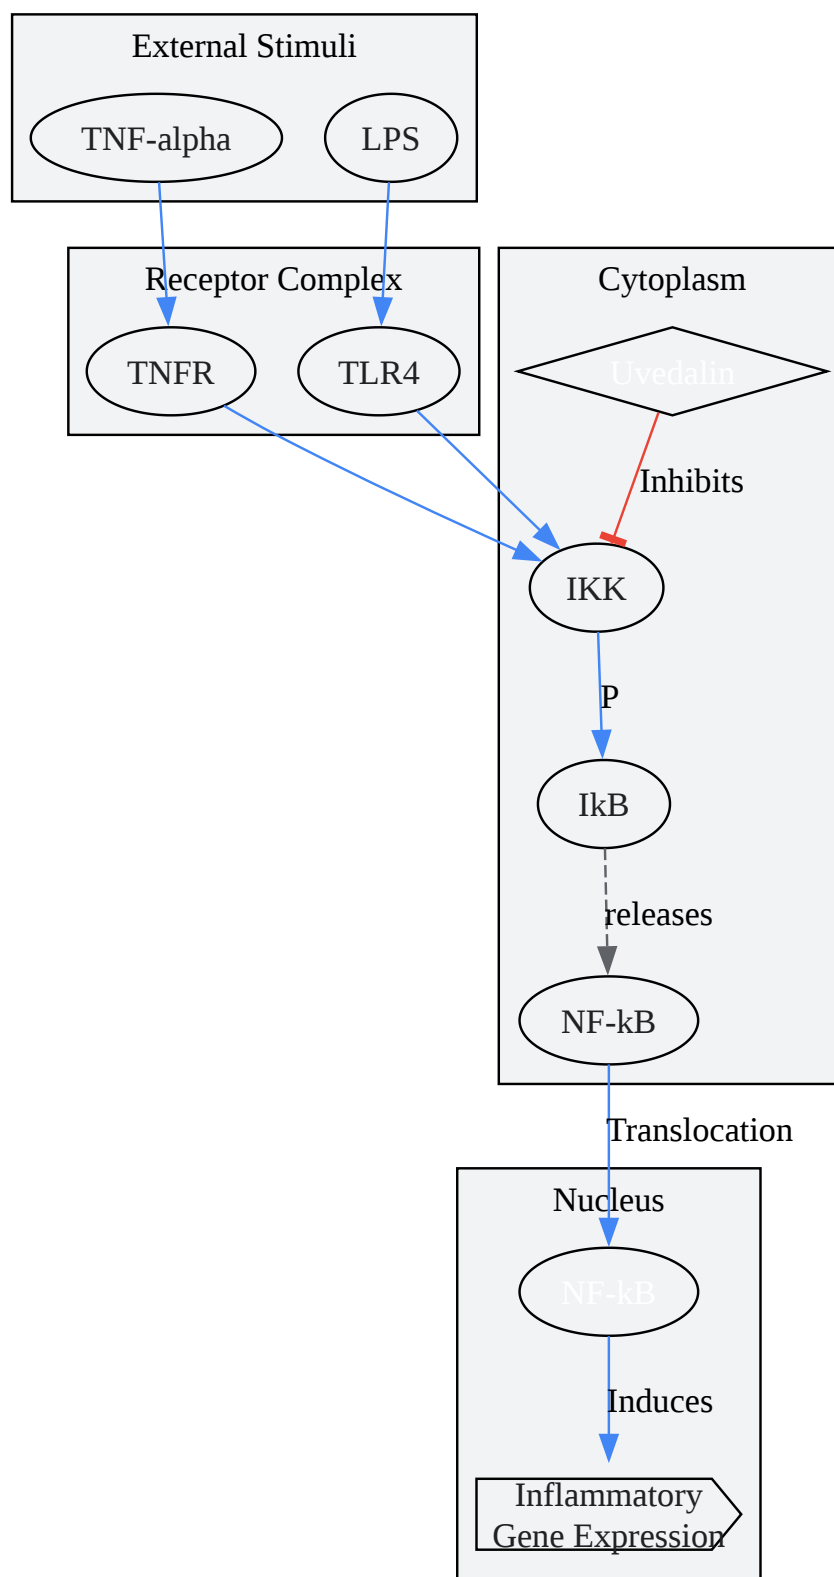 External Stimuli
TNF-alpha
LPS
Receptor Complex
TNFR
TLR4
Cytoplasm
Uvedalin
Inhibits
IKK
P
IkB
releases
NF-kB
Translocation
Nucleus
NF-kB
Induces
Inflammatory
Gene Expression